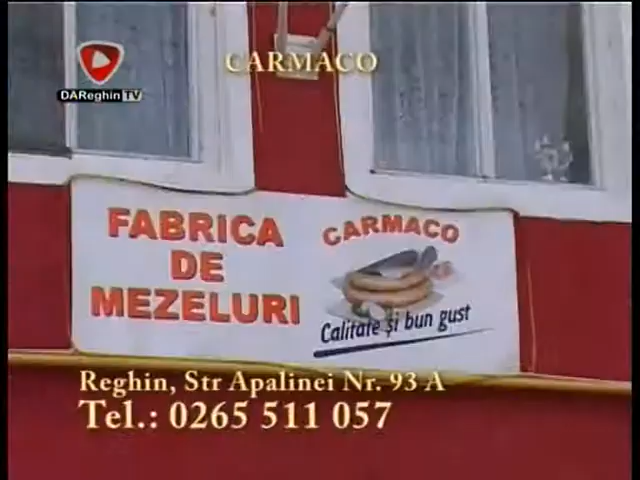 CARMACO
DAReghin TV
FABRICA
DE
MEZELURI
CARMACO
Calitate și bun gust
Reghin, Str Apalinei Nr. 93 A
Tel.: 0265 511 057